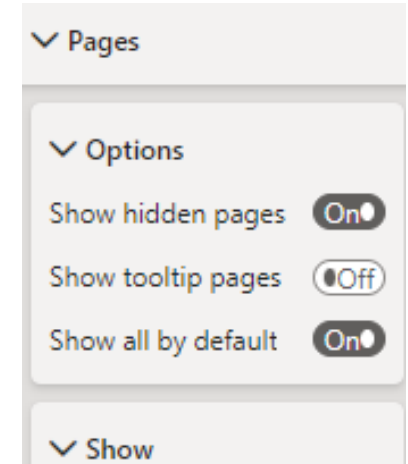 Pages
Options
Show hidden pages On
Show tooltip pages Off
Show all by default On
Show